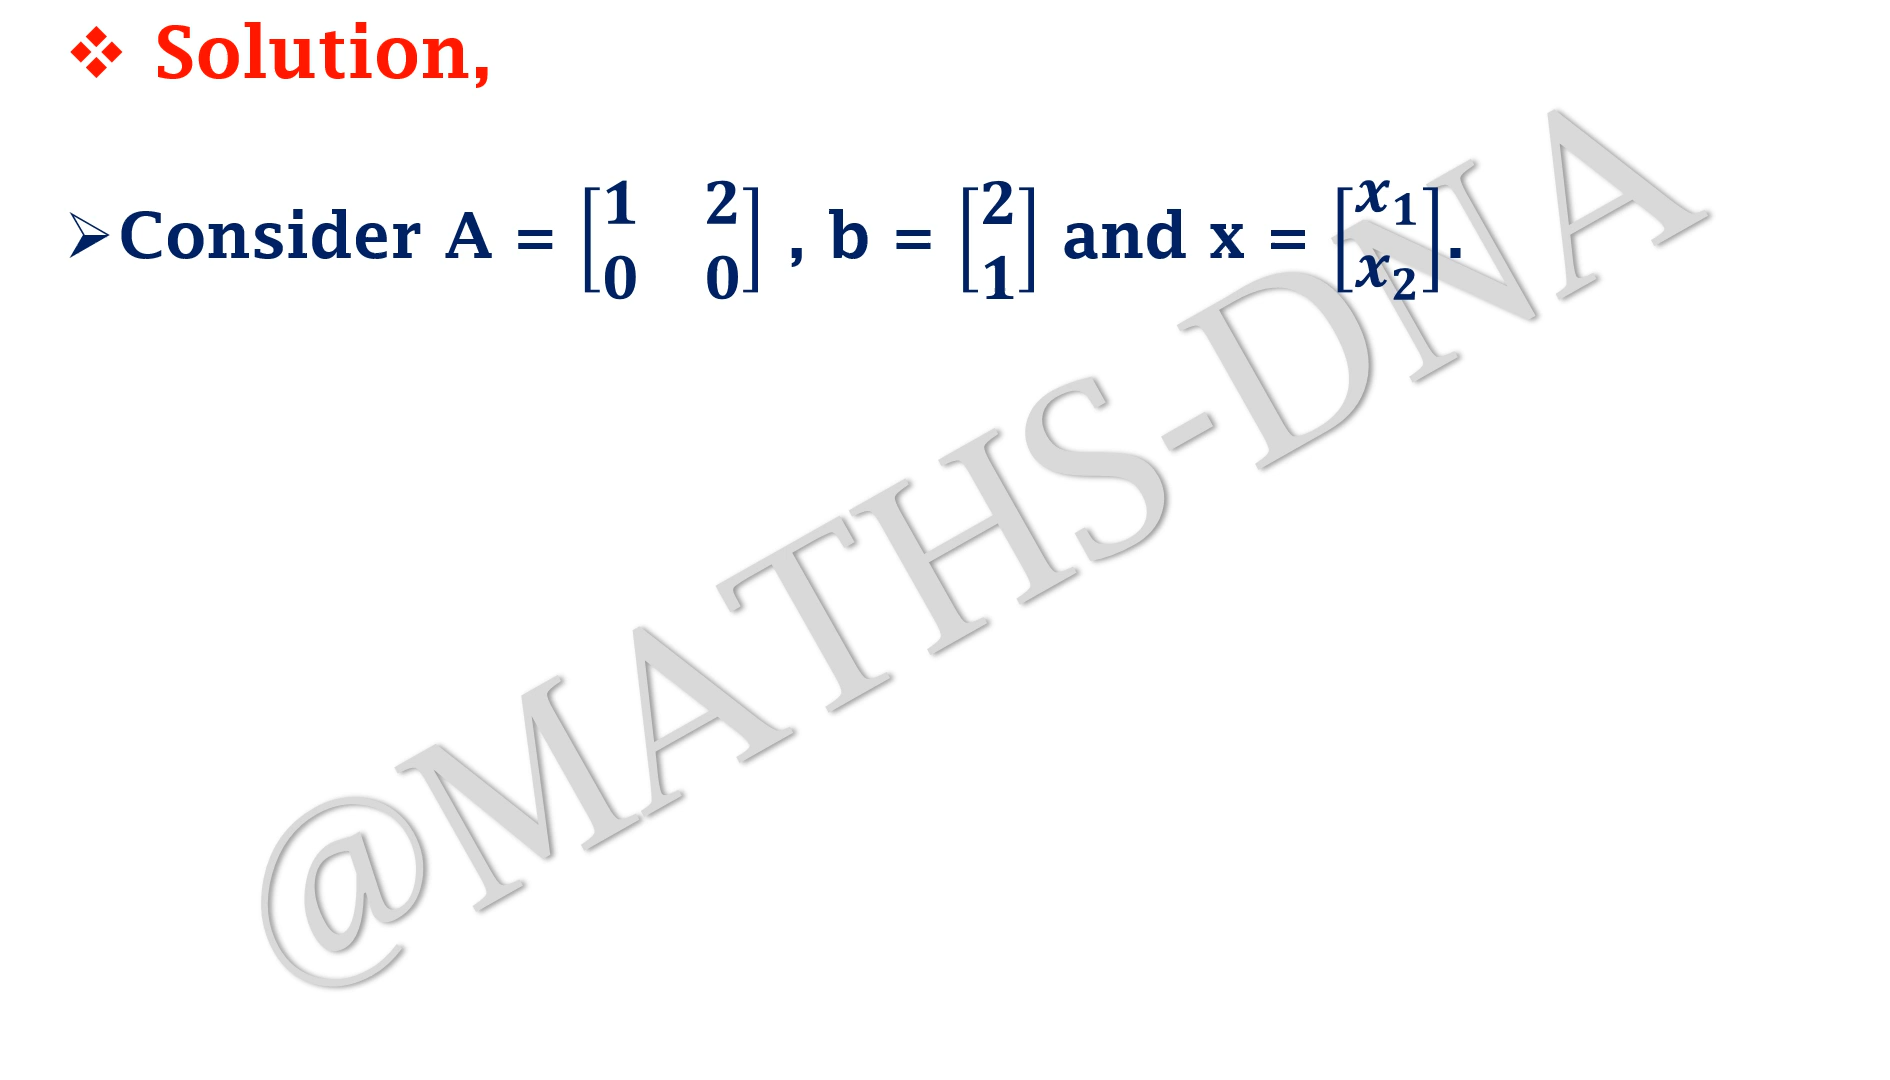 ❖ Solution,
➢Consider A = [1 2; 0 0] , b = [2; 1] and x = [x₁; x₂].
@MATHS-DNA